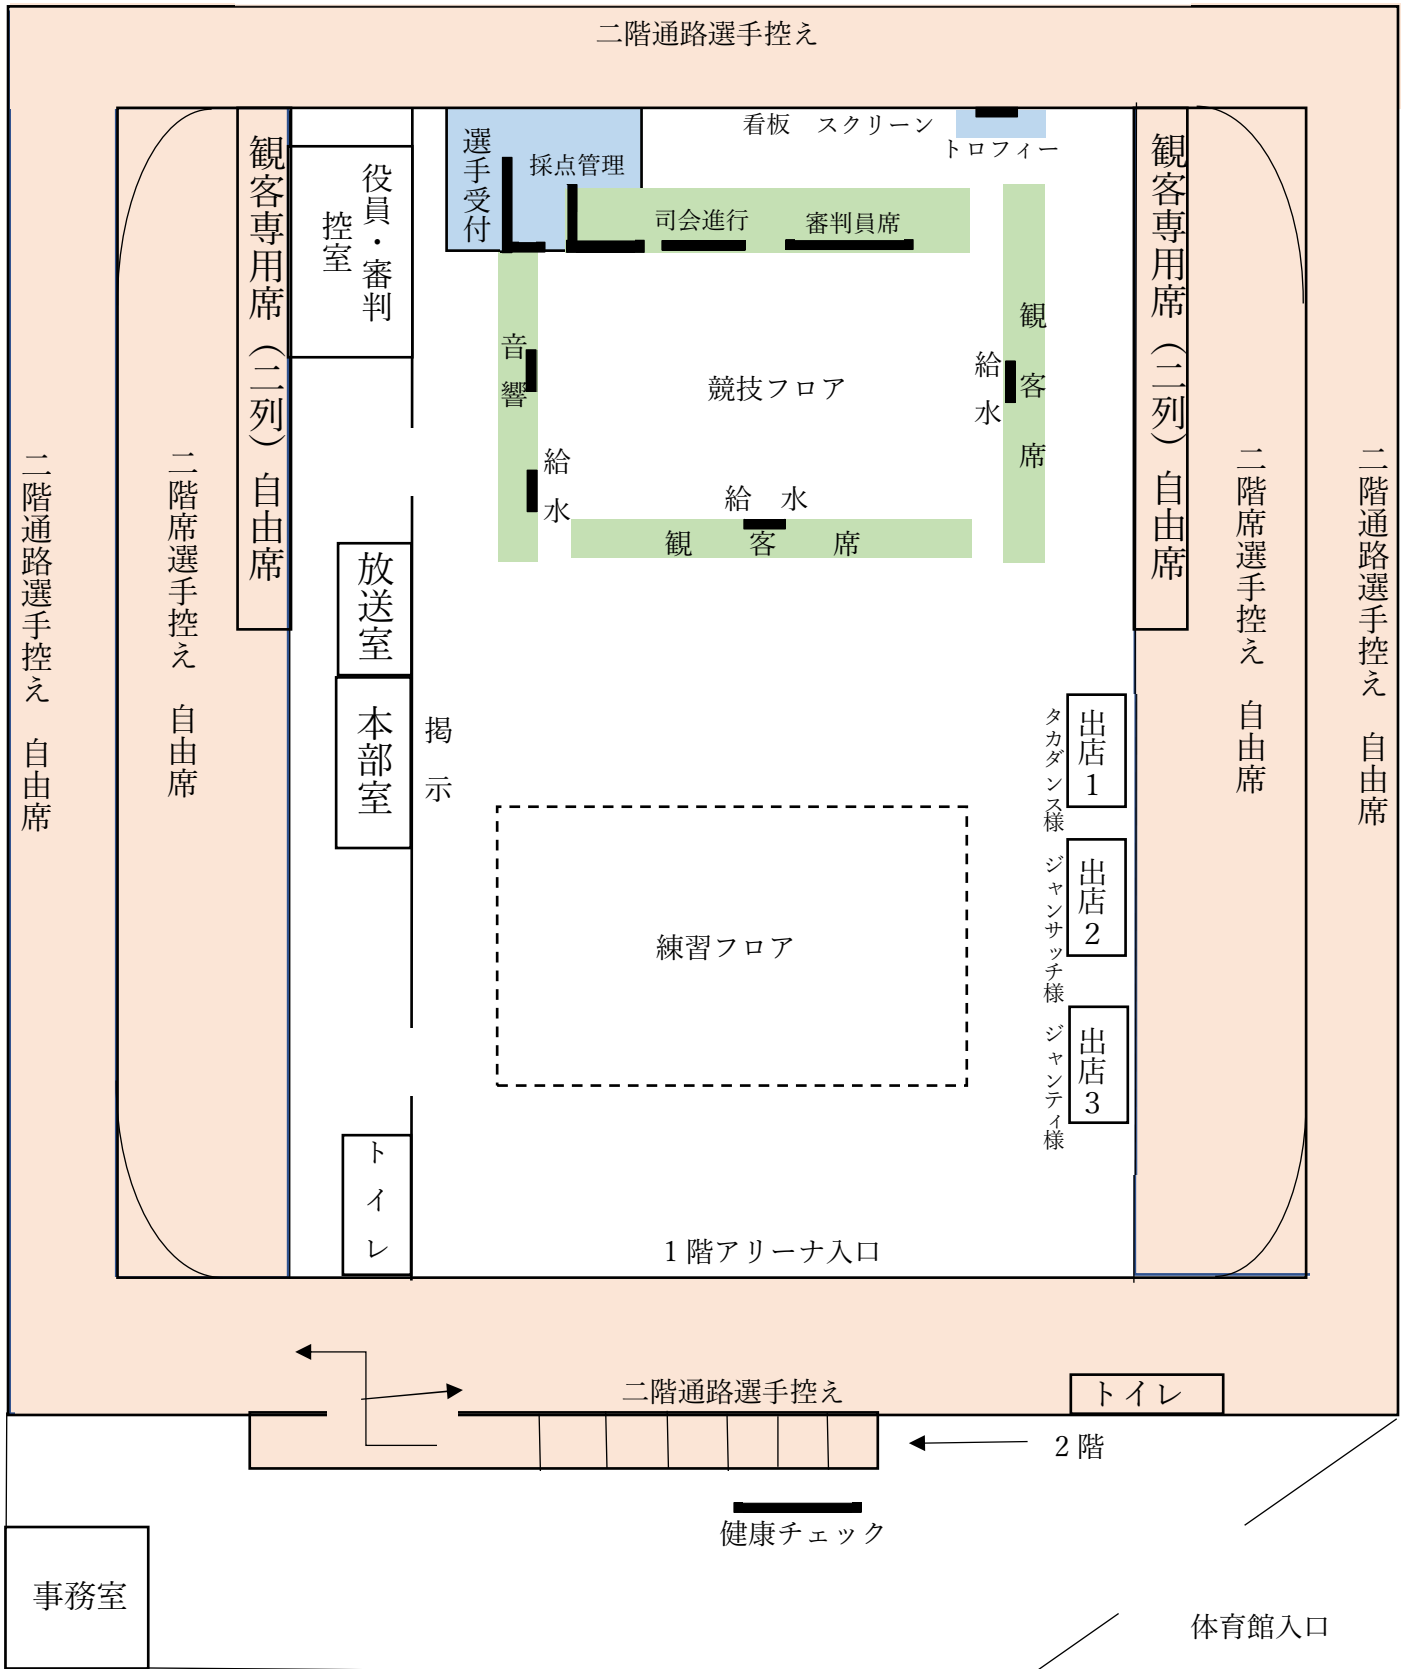 二階通路選手控え
看板　スクリーン
トロフィー
選手受付
採点管理
司会進行
審判員席
観客専用席（二列）自由席
役員・審判
控室
観客専用席（二列）自由席
音響
競技フロア
給水
観客席
給水
給　水
観　客　席
二階通路選手控え　自由席
二階席選手控え　自由席
二階席選手控え　自由席
二階通路選手控え　自由席
放送室
本部室
掲示
出店１
タカダンス様
出店２
ジャンサッチ様
出店３
ジャンティ様
練習フロア
トイレ
１階アリーナ入口
二階通路選手控え
トイレ
２階
健康チェック
事務室
体育館入口